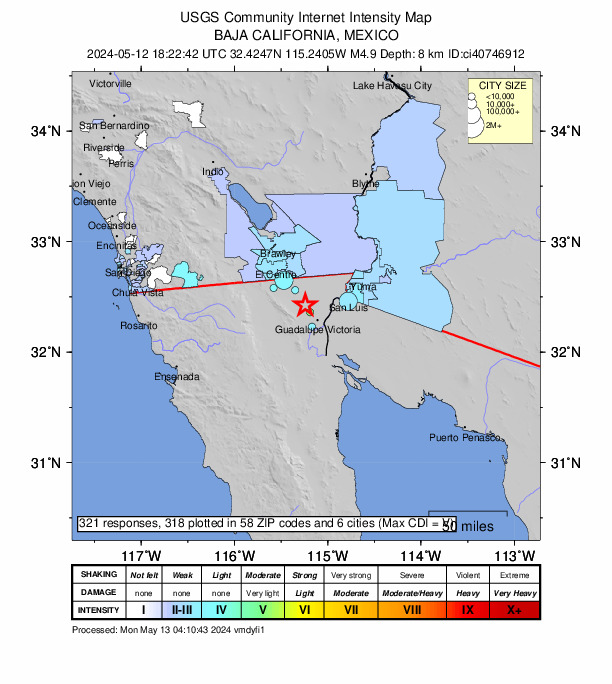 USGS Community Internet Intensity Map
BAJA CALIFORNIA, MEXICO
2024-05-12 18:22:42 UTC 32.4247N 115.2405W M4.9 Depth: 8 km ID:ci40746912
Victorville
Lake Havasu City
CITY SIZE
<10,000
10,000+
100,000+
2M+
34°N
San Bernardino
34°N
Riverside
Perris
Indio
ion Viejo
Blythe
Clemente
Oceanside
33°N
Encinitas
33°N
Brawley
San Diego
El Centro
Chula Vista
Yuma
San Luis
Rosarito
Guadalupe Victoria
32°N
32°N
Ensenada
Puerto Penasco
31°N
31°N
321 responses, 318 plotted in 58 ZIP codes and 6 cities (Max CDI =
50 miles
117°W 116°W 115°W 114°W 113°W
SHAKING Not felt Weak Light Moderate Strong Very strong Severe Violent Extreme
DAMAGE none none none Very light Light Moderate Moderate/Heavy Heavy Very Heavy
INTENSITY I II-III IV V VI VII VIII IX X+
Processed: Mon May 13 04:10:43 2024 vmdyfi1